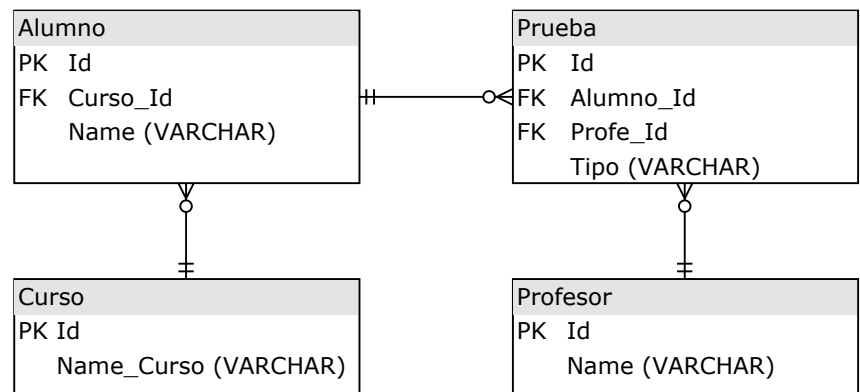 Alumno
PK Id
FK Curso_Id
Name (VARCHAR)
Prueba
PK Id
FK Alumno_Id
FK Profe_Id
Tipo (VARCHAR)
Curso
PK Id
Name_Curso (VARCHAR)
Profesor
PK Id
Name (VARCHAR)